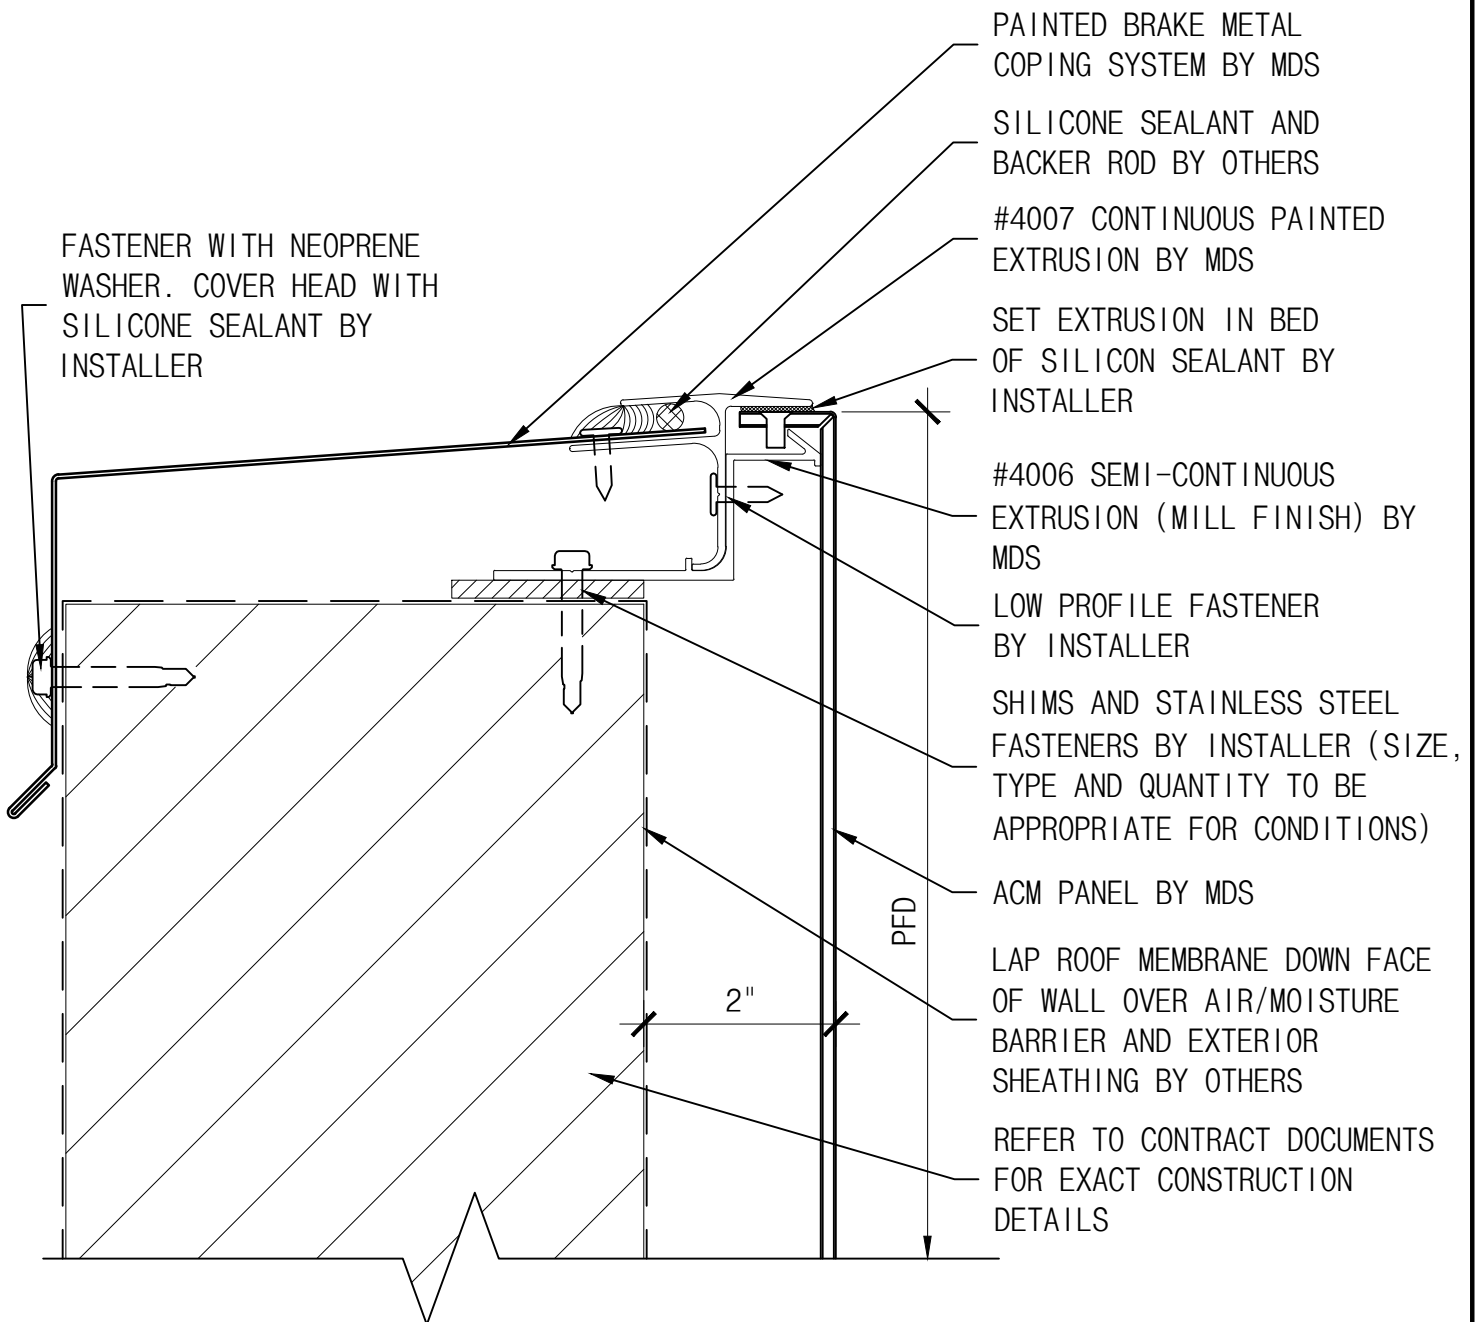 PAINTED BRAKE METAL
COPING SYSTEM BY MDS
SILICONE SEALANT AND
BACKER ROD BY OTHERS
#4007 CONTINUOUS PAINTED
EXTRUSION BY MDS
FASTENER WITH NEOPRENE
WASHER. COVER HEAD WITH
SILICONE SEALANT BY
INSTALLER
SET EXTRUSION IN BED
OF SILICON SEALANT BY
INSTALLER
#4006 SEMI-CONTINUOUS
EXTRUSION (MILL FINISH) BY
MDS
LOW PROFILE FASTENER
BY INSTALLER
SHIMS AND STAINLESS STEEL
FASTENERS BY INSTALLER (SIZE,
TYPE AND QUANTITY TO BE
APPROPRIATE FOR CONDITIONS)
ACM PANEL BY MDS
PFD
LAP ROOF MEMBRANE DOWN FACE
OF WALL OVER AIR/MOISTURE
BARRIER AND EXTERIOR
SHEATHING BY OTHERS
2"
REFER TO CONTRACT DOCUMENTS
FOR EXACT CONSTRUCTION
DETAILS